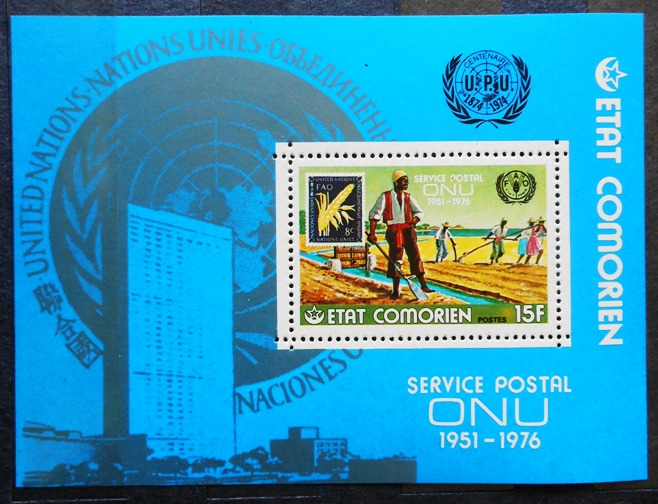 UNITED NATIONS·NATIONS UNIES·ОБЪЕДИНЕНН
聯合國
NACIONES U
CENTENAIRE
U.P.U.
1874 1974
ETAT COMORIEN
SERVICE POSTAL
ONU
1951-1976
FAO
UNITED NATIONS
FAO
8c
NATIONS UNIES
ETAT COMORIEN
POSTES
15F
SERVICE POSTAL
ONU
1951-1976